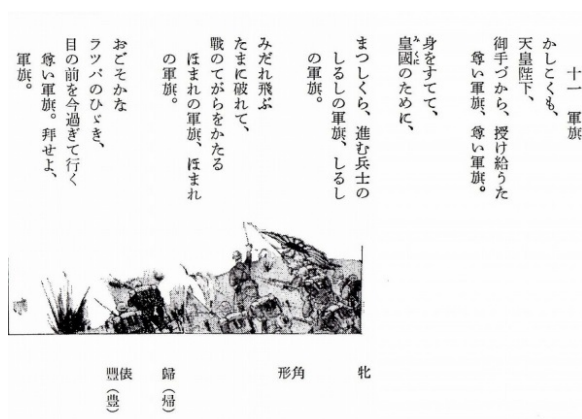 十一　軍旗
かしこくも、
天皇陛下、
御手づから、授け給うた
尊い軍旗、尊い軍旗。
身をすてて、
皇國のために、
みくに
まつしくら、進む兵士の
しるしの軍旗、しるし
の軍旗。
みだれ飛ぶ
たまに破れて、
戰のてがらをかたる
ほまれの軍旗、ほまれ
の軍旗。
おごそかな
ラツパのひゞき、
目の前を今過ぎて行く
尊い軍旗。拜せよ、
軍旗。
牝
角
形
歸（帰）
俵
豐（豊）